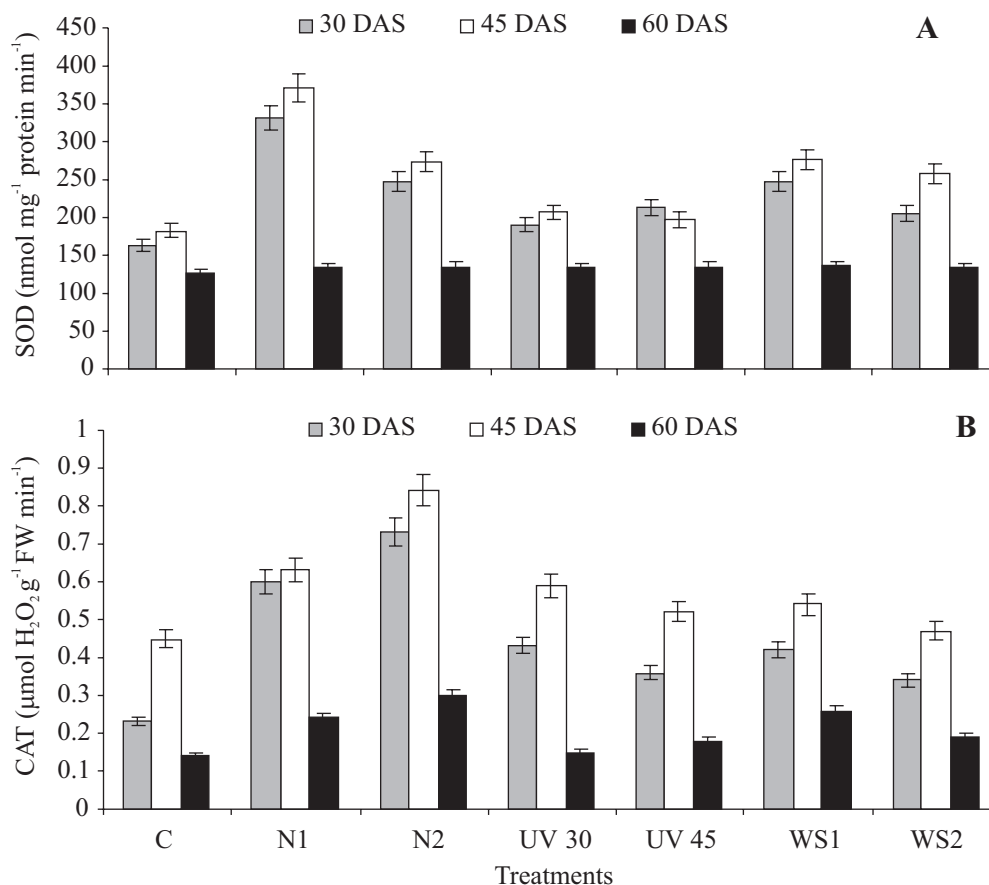 30 DAS 45 DAS 60 DAS
A
SOD (nmol mg⁻¹ protein min⁻¹)
450
400
350
300
250
200
150
100
50
0
30 DAS 45 DAS 60 DAS
B
CAT (µmol H₂O₂ g⁻¹ FW min⁻¹)
1
0.9
0.8
0.7
0.6
0.5
0.4
0.3
0.2
0.1
0
C N1 N2 UV 30 UV 45 WS1 WS2
Treatments